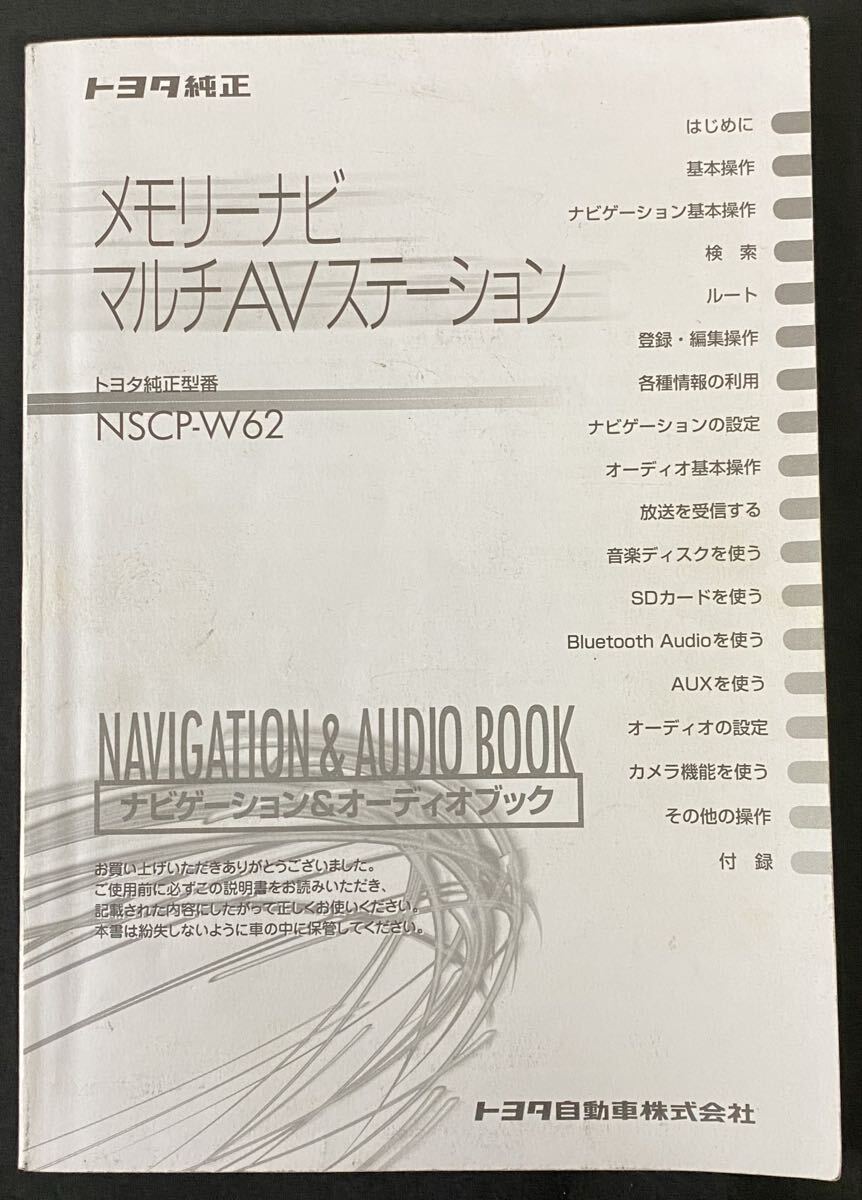 トヨタ純正
メモリーナビ
マルチAVステーション
トヨタ純正型番
NSCP-W62
はじめに
基本操作
ナビゲーション基本操作
検 索
ルート
登録・編集操作
各種情報の利用
ナビゲーションの設定
オーディオ基本操作
放送を受信する
音楽ディスクを使う
SDカードを使う
Bluetooth Audioを使う
AUXを使う
オーディオの設定
カメラ機能を使う
その他の操作
付 録
NAVIGATION & AUDIO BOOK
ナビゲーション&オーディオブック
お買い上げいただきありがとうございました。
ご使用前に必ずこの説明書をお読みいただき、
記載された内容にしたがって正しくお使いください。
本書は紛失しないように車の中に保管してください。
トヨタ自動車株式会社